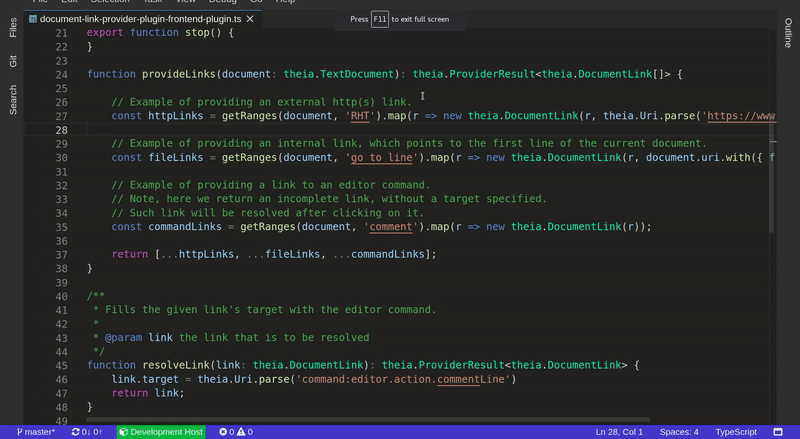 File Edit Selection View Go Debug Help
document-link-provider-plugin-frontend-plugin.ts ×
Press F11 to exit full screen
Files
Git
Search
Outline
21 export function stop() {
22 }
23
24 function provideLinks(document: theia.TextDocument): theia.ProviderResult<theia.DocumentLink[]> {
25
26 // Example of providing an external http(s) link.
27 const httpLinks = getRanges(document, 'RHT').map(r => new theia.DocumentLink(r, theia.Uri.parse('https://www
28
29 // Example of providing an internal link, which points to the first line of the current document.
30 const fileLinks = getRanges(document, 'go to line').map(r => new theia.DocumentLink(r, document.uri.with({ f
31
32 // Example of providing a link to an editor command.
33 // Note, here we return an incomplete link, without a target specified.
34 // Such link will be resolved after clicking on it.
35 const commandLinks = getRanges(document, 'comment').map(r => new theia.DocumentLink(r));
36
37 return [...httpLinks, ...fileLinks, ...commandLinks];
38 }
39
40 /**
41 * Fills the given link's target with the editor command.
42 *
43 * @param link the link that is to be resolved
44 */
45 function resolveLink(link: theia.DocumentLink): theia.ProviderResult<theia.DocumentLink> {
46 link.target = theia.Uri.parse('command:editor.action.commentLine')
47 return link;
48 }
49
master* 0↓ 0↑ Development Host 0 0 Ln 28, Col 1 Spaces: 4 TypeScript